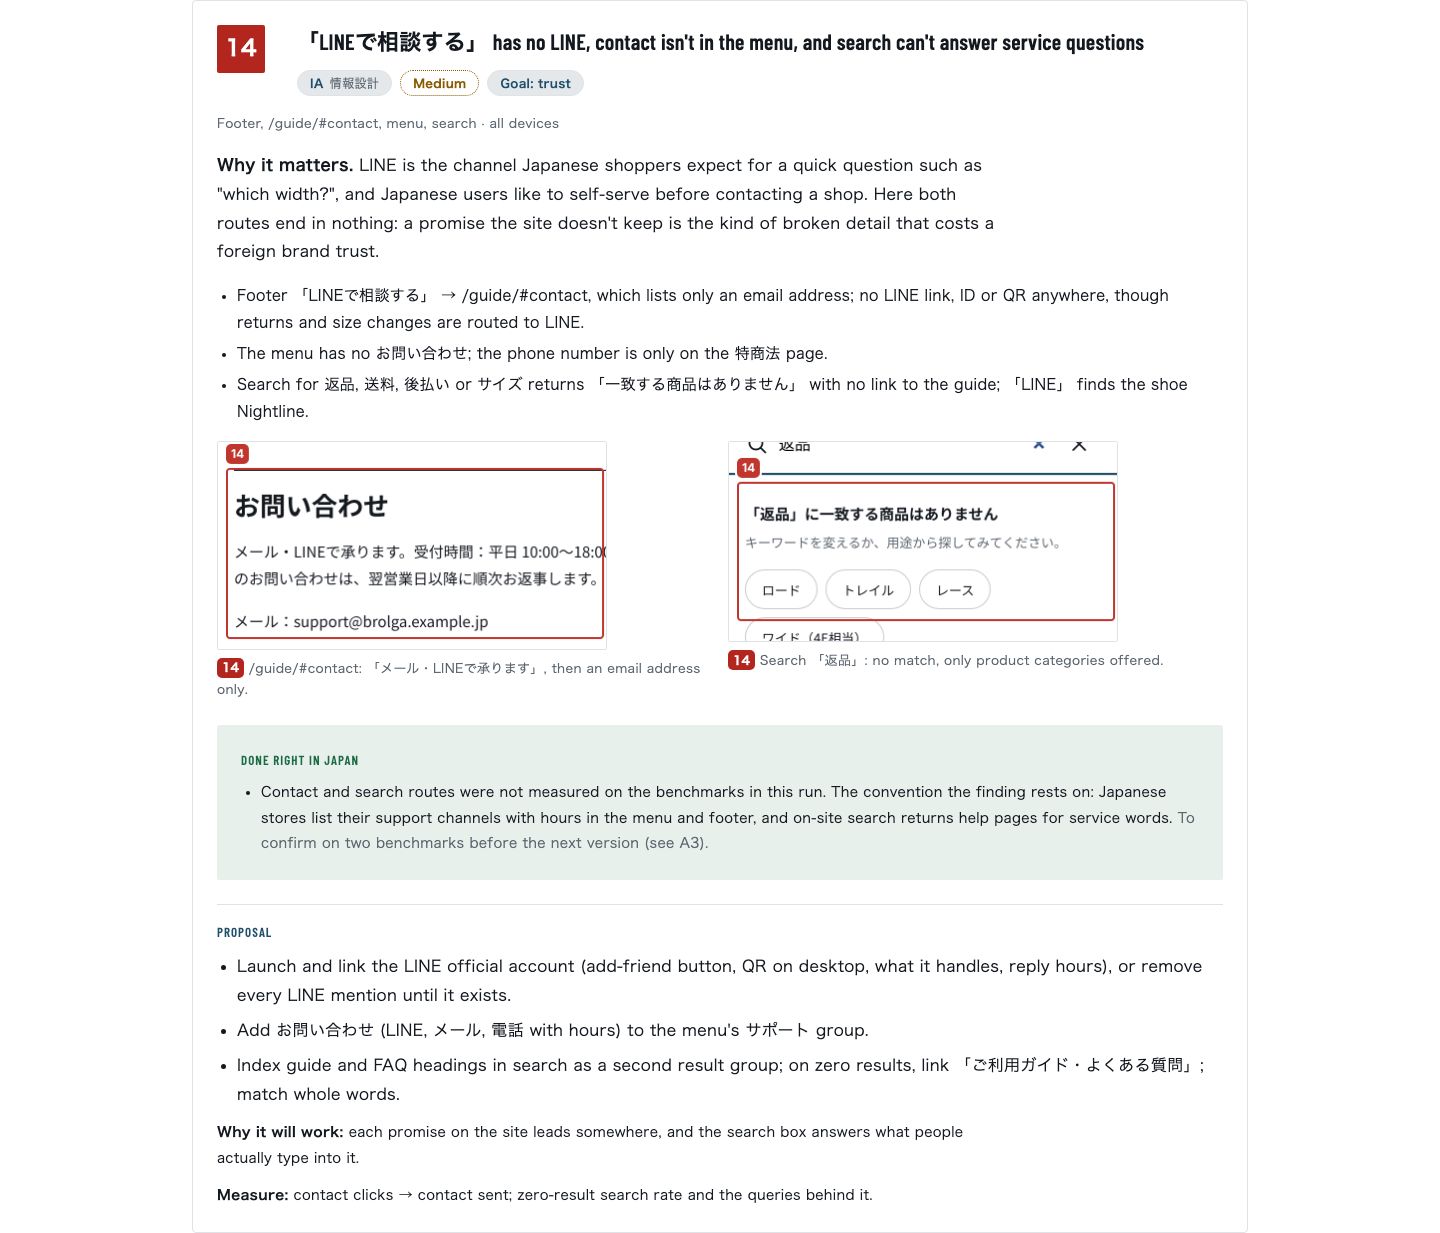 14
「LINEで相談する」 has no LINE, contact isn't in the menu, and search can't answer service questions
IA 情報設計
Medium
Goal: trust
Footer, /guide/#contact, menu, search · all devices
Why it matters. LINE is the channel Japanese shoppers expect for a quick question such as
"which width?", and Japanese users like to self-serve before contacting a shop. Here both
routes end in nothing: a promise the site doesn't keep is the kind of broken detail that costs a
foreign brand trust.
• Footer 「LINEで相談する」 → /guide/#contact, which lists only an email address; no LINE link, ID or QR anywhere, though
returns and size changes are routed to LINE.
• The menu has no お問い合わせ; the phone number is only on the 特商法 page.
• Search for 返品, 送料, 後払い or サイズ returns 「一致する商品はありません」 with no link to the guide; 「LINE」 finds the shoe
Nightline.
14
お問い合わせ
メール・LINEで承ります。受付時間：平日 10:00〜18:00
のお問い合わせは、翌営業日以降に順次お返事します。
メール：support@brolga.example.jp
14 /guide/#contact: 「メール・LINEで承ります」, then an email address
only.
返品
14
「返品」に一致する商品はありません
キーワードを変えるか、用途から探してみてください。
ロード
トレイル
レース
ワイド（4E相当）
14 Search 「返品」: no match, only product categories offered.
DONE RIGHT IN JAPAN
• Contact and search routes were not measured on the benchmarks in this run. The convention the finding rests on: Japanese
stores list their support channels with hours in the menu and footer, and on-site search returns help pages for service words. To
confirm on two benchmarks before the next version (see A3).
PROPOSAL
• Launch and link the LINE official account (add-friend button, QR on desktop, what it handles, reply hours), or remove
every LINE mention until it exists.
• Add お問い合わせ (LINE, メール, 電話 with hours) to the menu's サポート group.
• Index guide and FAQ headings in search as a second result group; on zero results, link 「ご利用ガイド・よくある質問」;
match whole words.
Why it will work: each promise on the site leads somewhere, and the search box answers what people
actually type into it.
Measure: contact clicks → contact sent; zero-result search rate and the queries behind it.